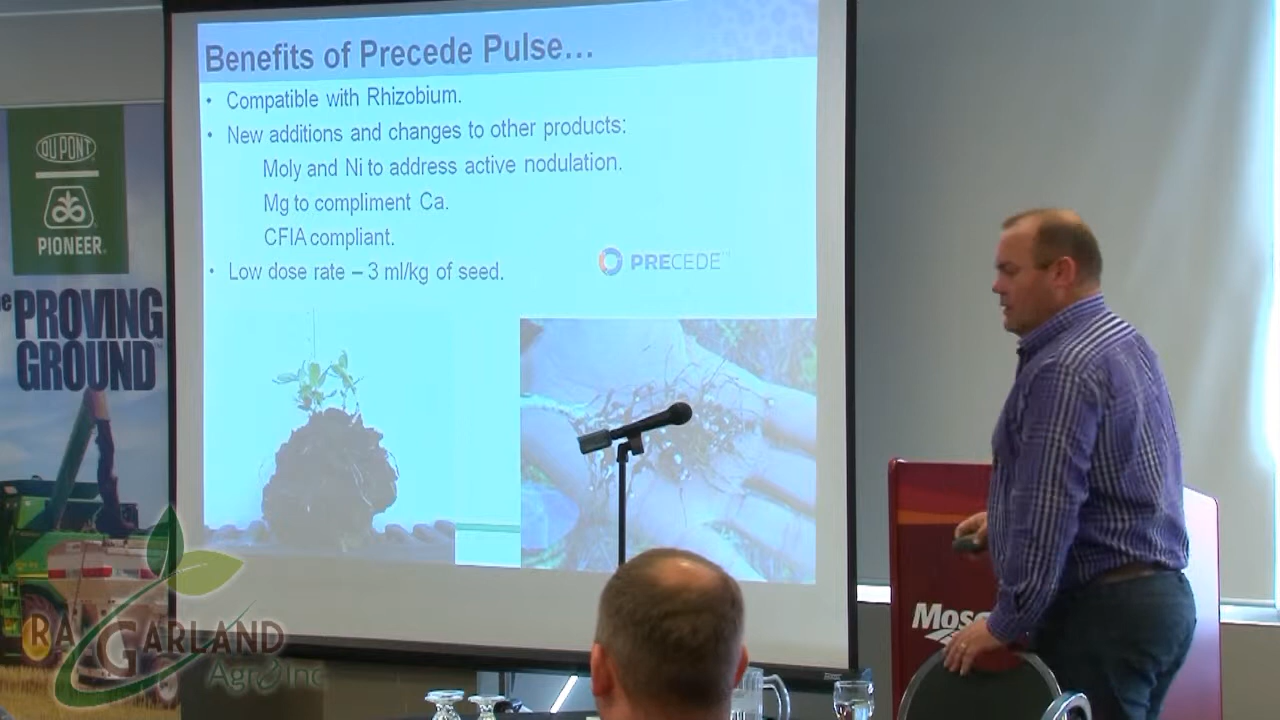 Benefits of Precede Pulse…
• Compatible with Rhizobium.
• New additions and changes to other products:
Moly and Ni to address active nodulation.
Mg to compliment Ca.
CFIA compliant.
• Low dose rate – 3 ml/kg of seed.
PRECEDE™
DU PONT
PIONEER®
PROVING
GROUND
RA GARLAND
Agro Inc